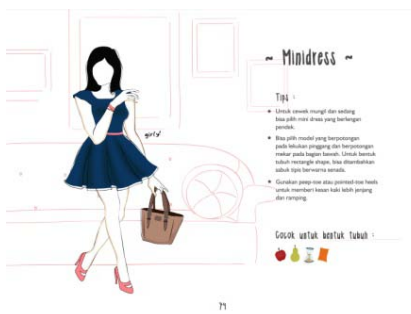 ~ Minidress ~
Tips :
• Untuk cewek mungil dan sedang
bisa pilih mini dress yang berlengan
pendek.
• Bisa pilih model yang berpotongan
pada lekukan pinggang dan berpotongan
mekar pada bagian bawah. Untuk bentuk
tubuh rectangle shape, bisa ditambahkan
sabuk tipis berwarna senada.
• Gunakan peep-toe atau pointed-toe heels
untuk memberi kesan kaki lebih jenjang
dan ramping.
girly!
Cocok untuk bentuk tubuh :
79